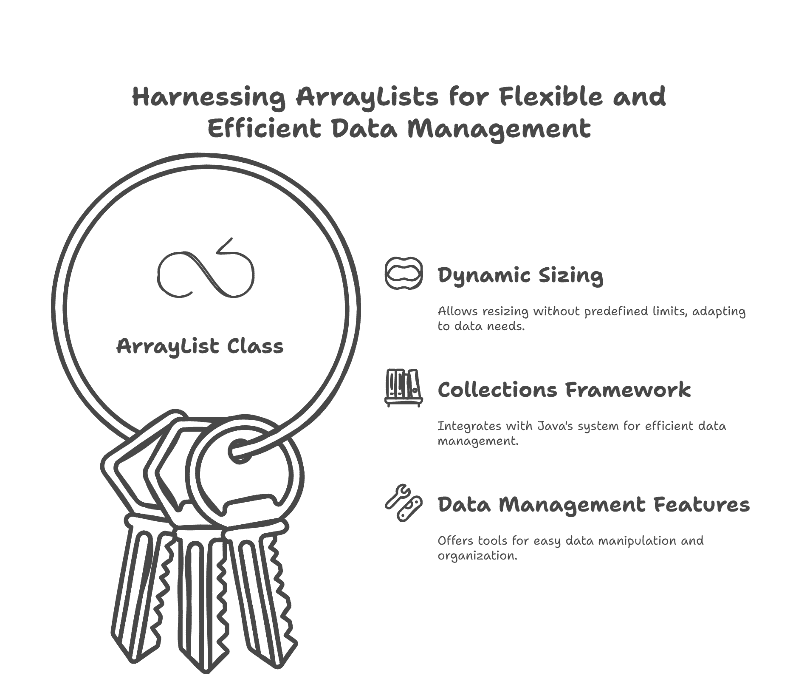 Harnessing ArrayLists for Flexible and
Efficient Data Management
ArrayList Class
Dynamic Sizing
Allows resizing without predefined limits, adapting
to data needs.
Collections Framework
Integrates with Java's system for efficient data
management.
Data Management Features
Offers tools for easy data manipulation and
organization.